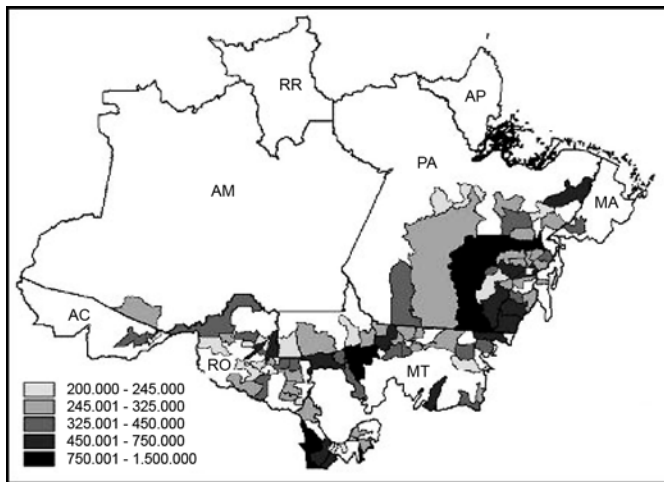 RR
AP
PA
AM
MA
AC
RO
MT
200.000 - 245.000
245.001 - 325.000
325.001 - 450.000
450.001 - 750.000
750.001 - 1.500.000